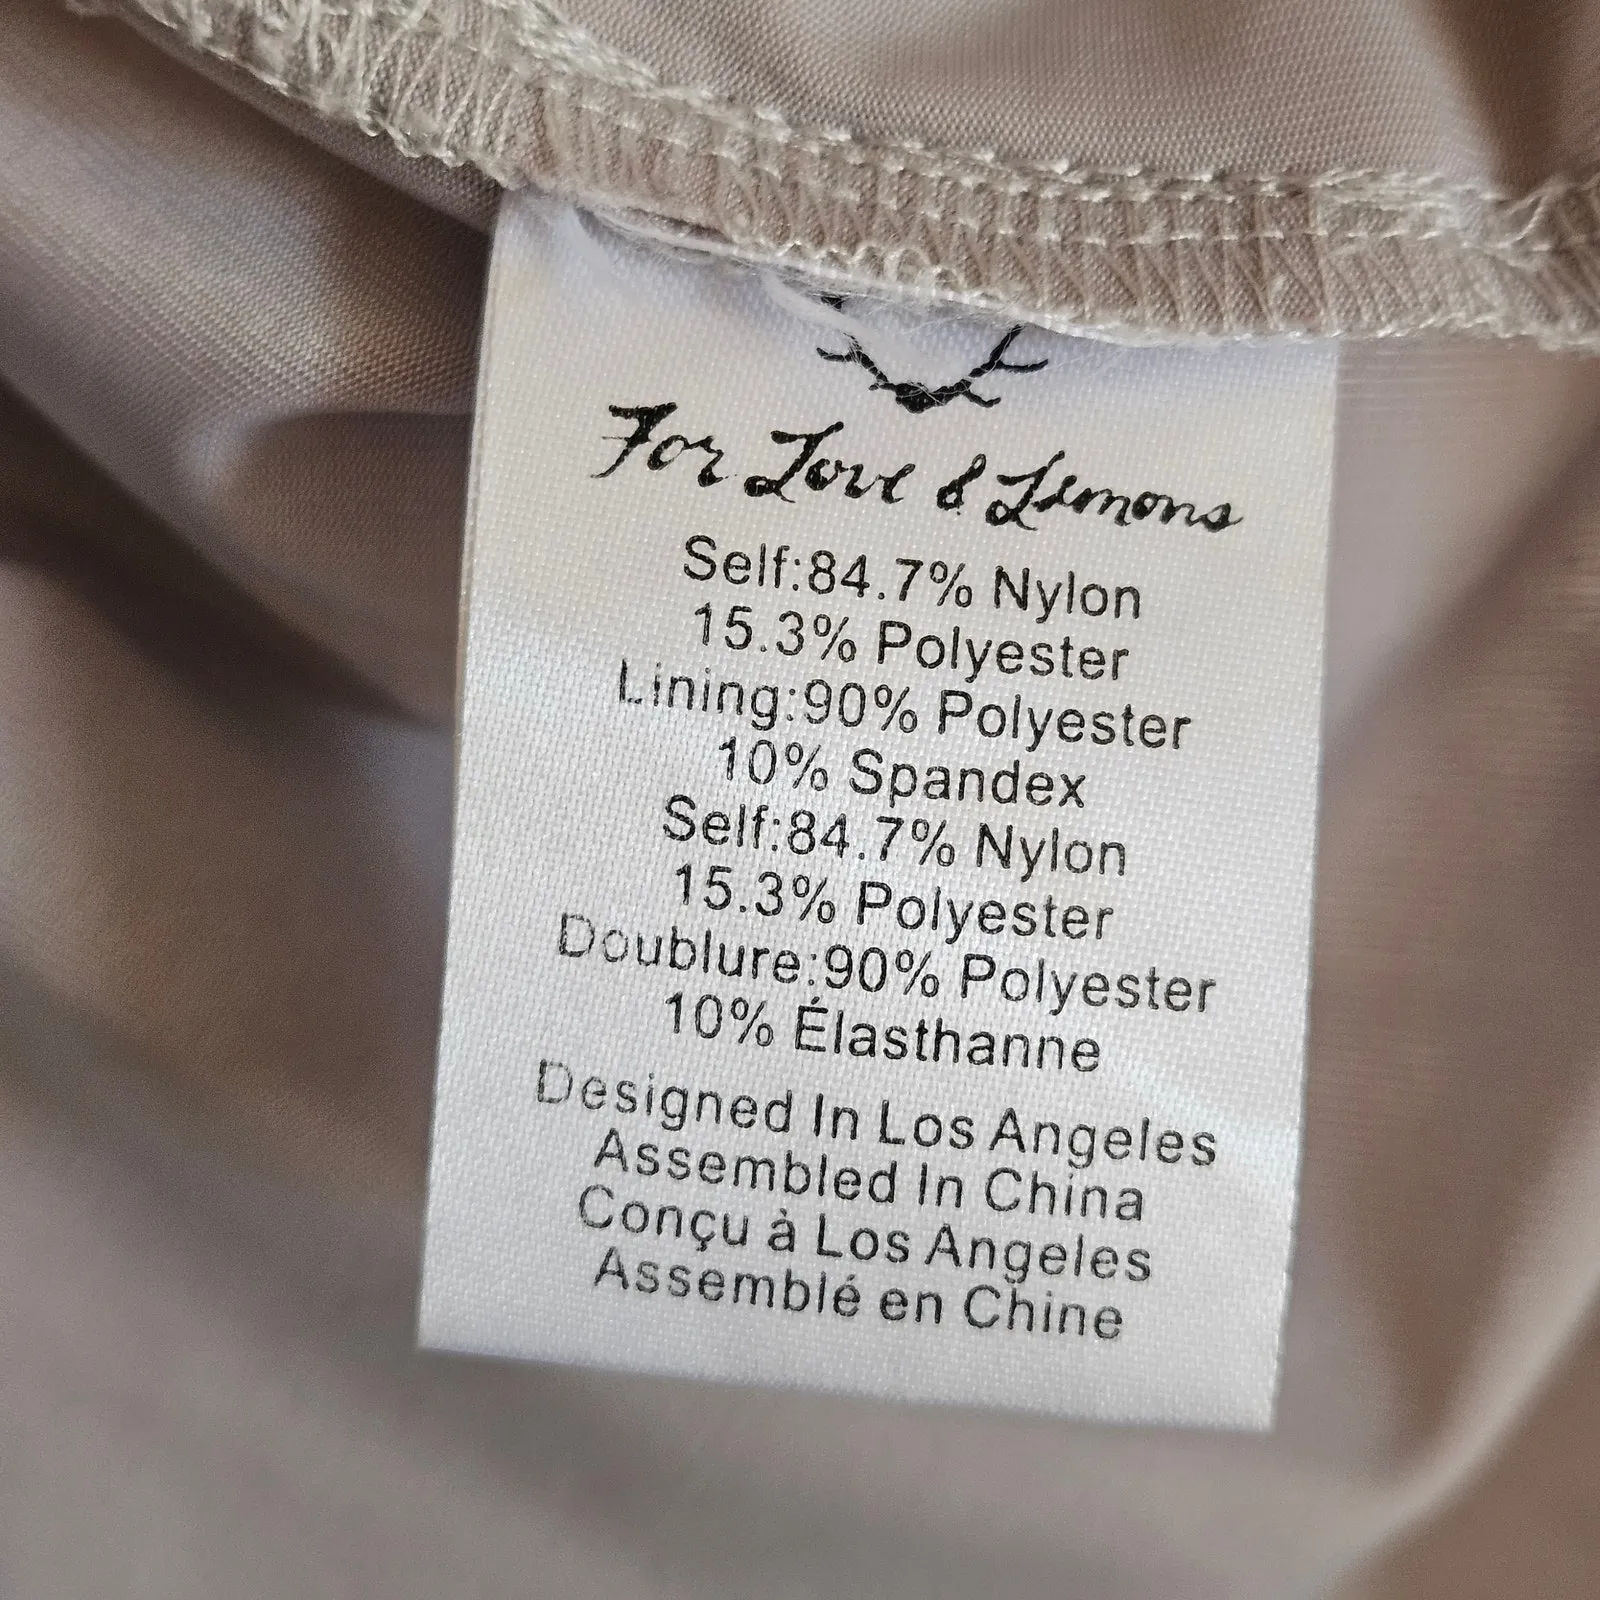 For Love & Lemons
Self:84.7% Nylon
15.3% Polyester
Lining:90% Polyester
10% Spandex
Self:84.7% Nylon
15.3% Polyester
Doublure:90% Polyester
10% Élasthanne
Designed In Los Angeles
Assembled In China
Conçu à Los Angeles
Assemblé en Chine